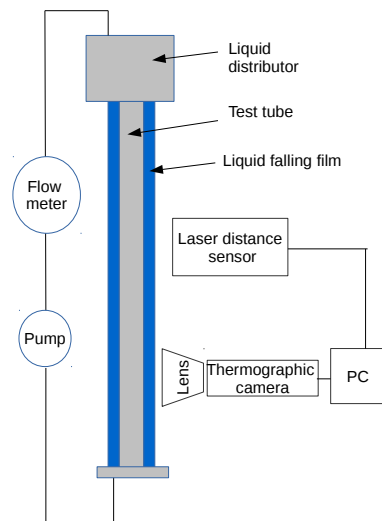 Liquid
distributor
Test tube
Liquid falling film
Flow
meter
Laser distance
sensor
Pump
Lens
Thermographic
camera
PC